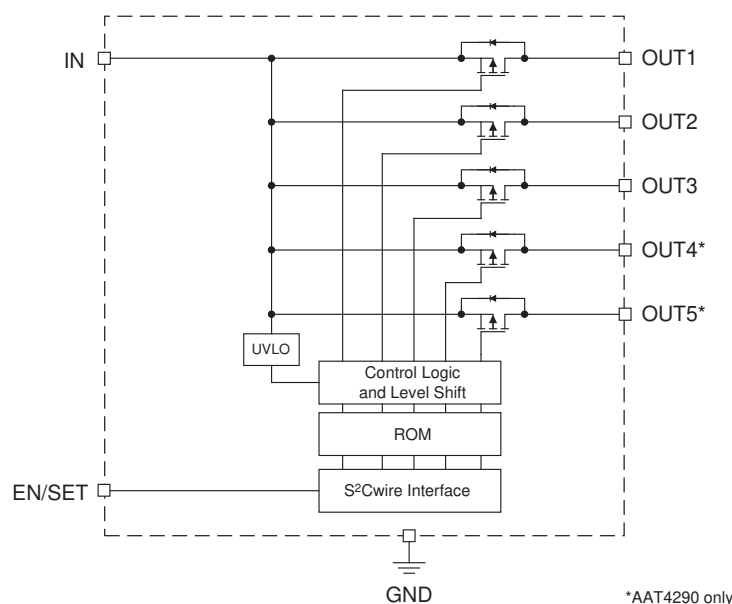 IN
OUT1
OUT2
OUT3
OUT4*
OUT5*
UVLO
Control Logic
and Level Shift
ROM
EN/SET
S²Cwire Interface
GND
*AAT4290 only